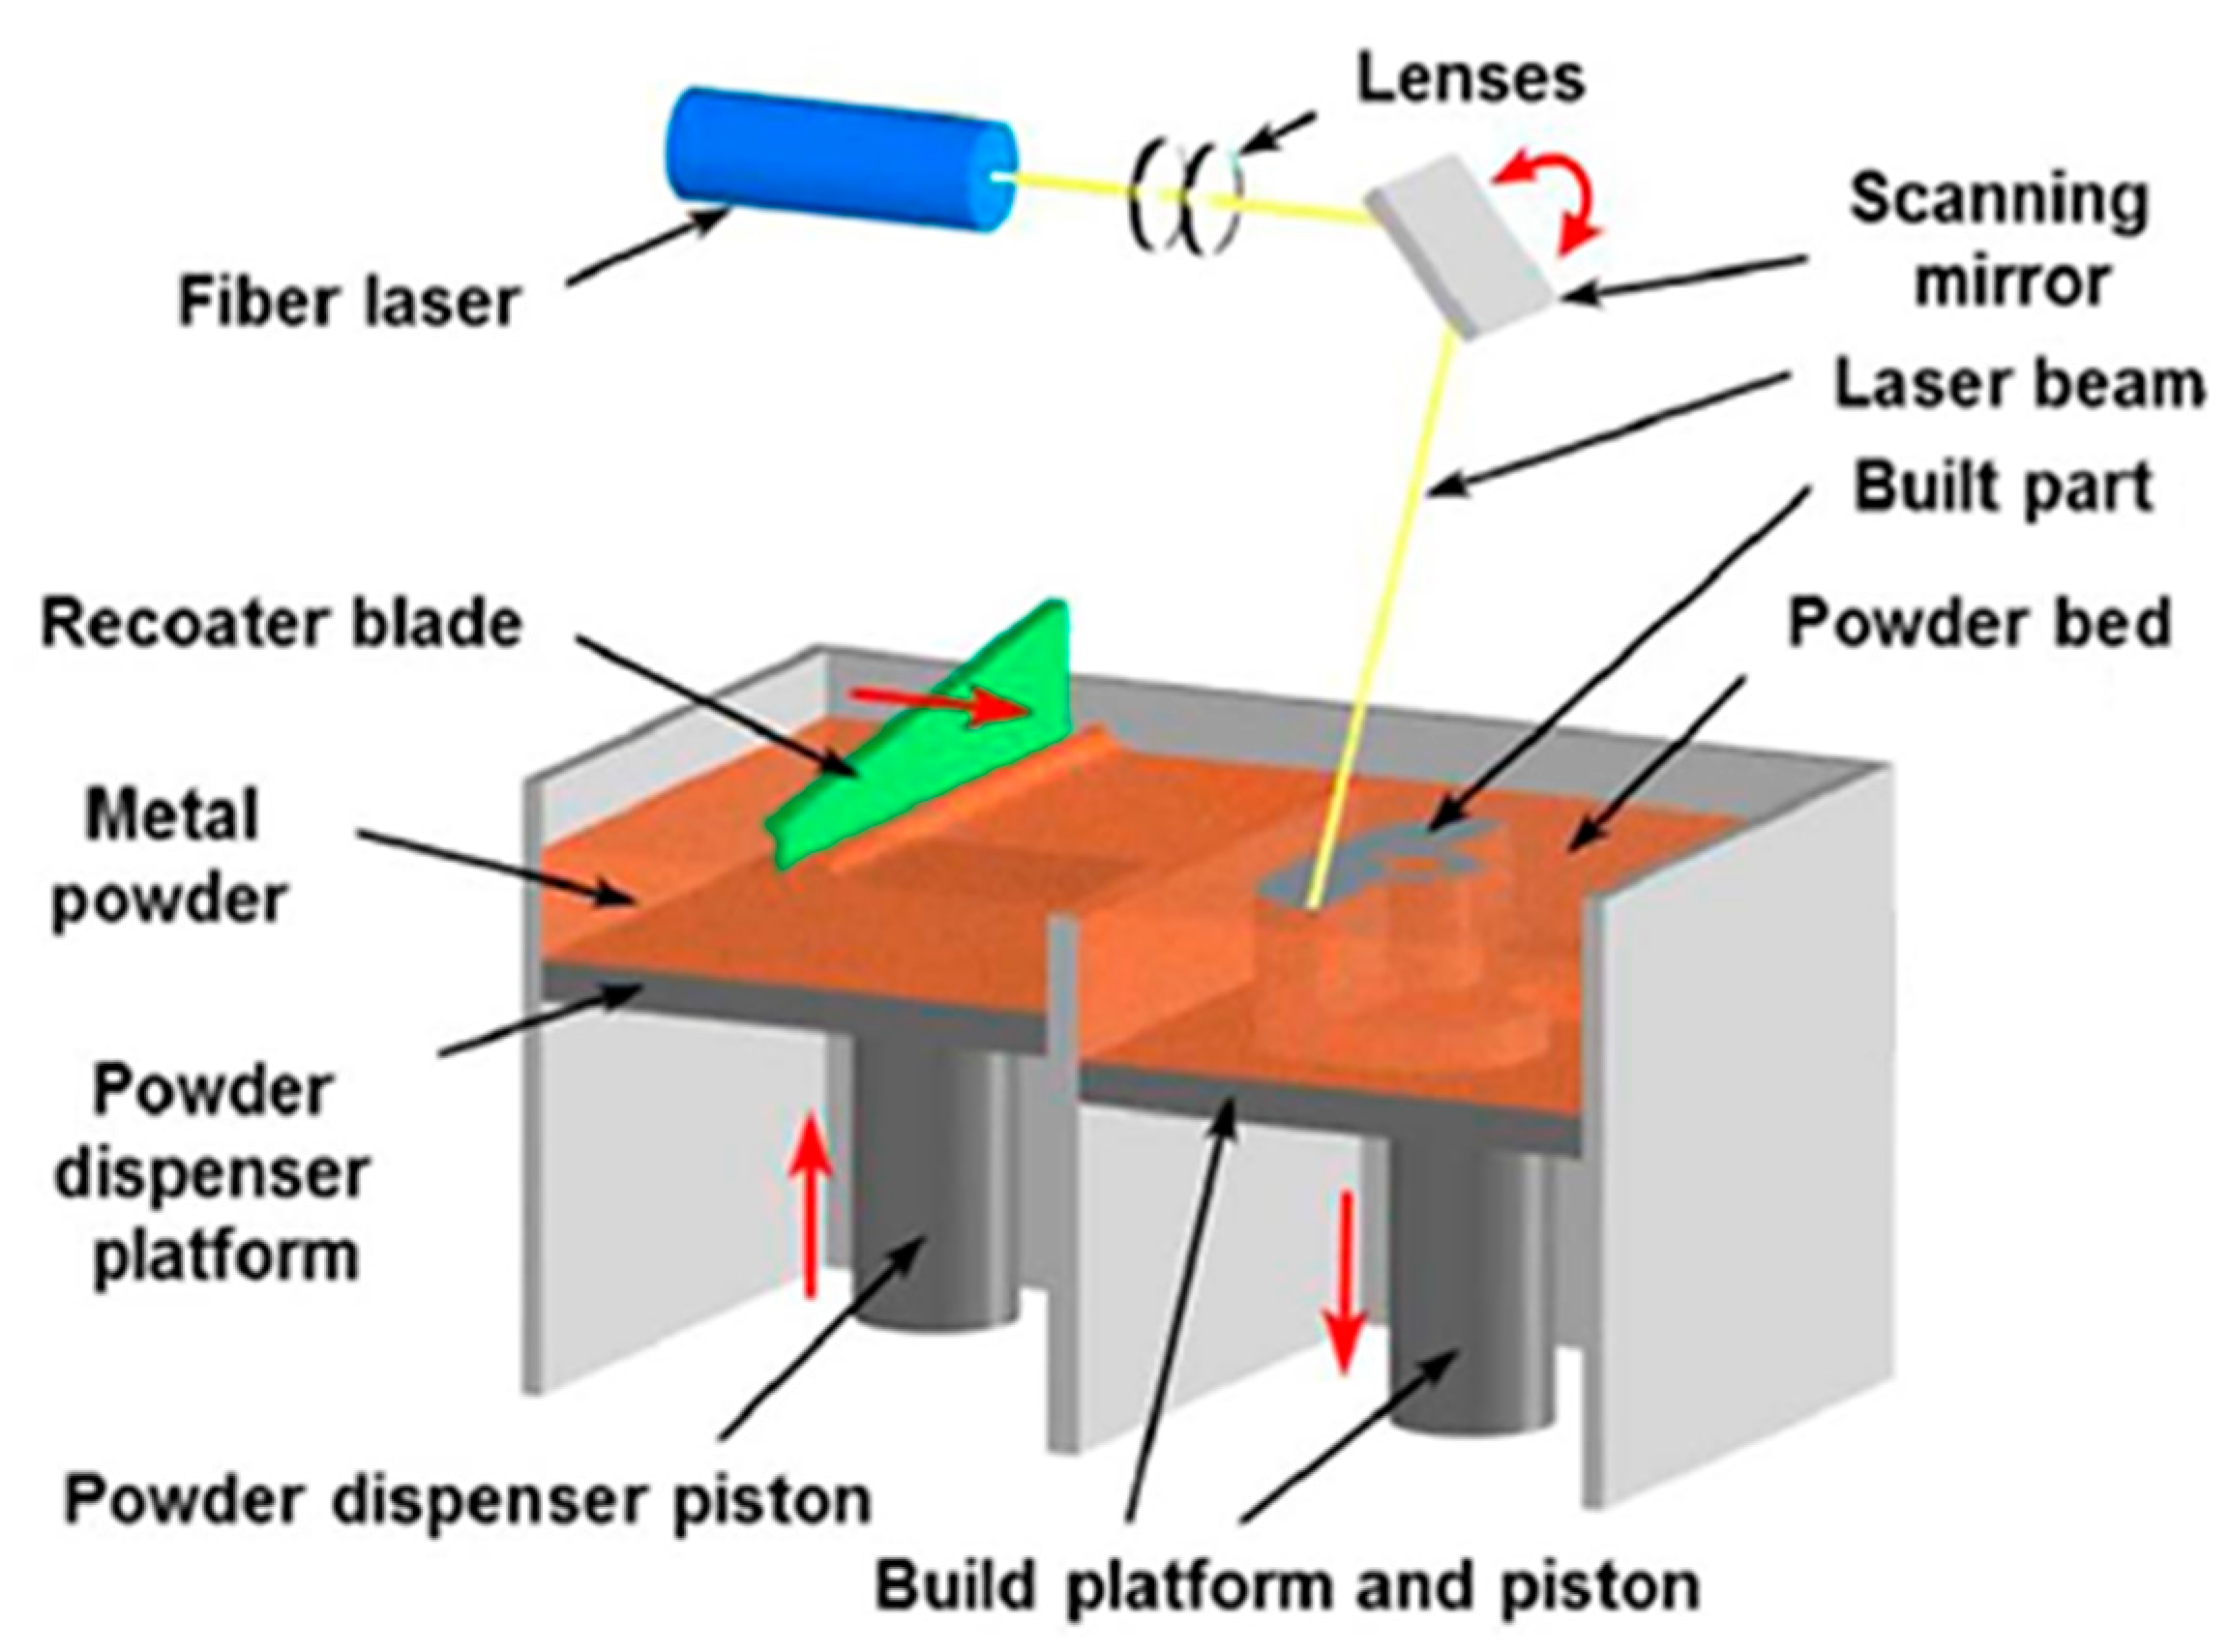 Lenses
Scanning
mirror
Fiber laser
Laser beam
Built part
Recoater blade
Powder bed
Metal
powder
Powder
dispenser
platform
Powder dispenser piston
Build platform and piston